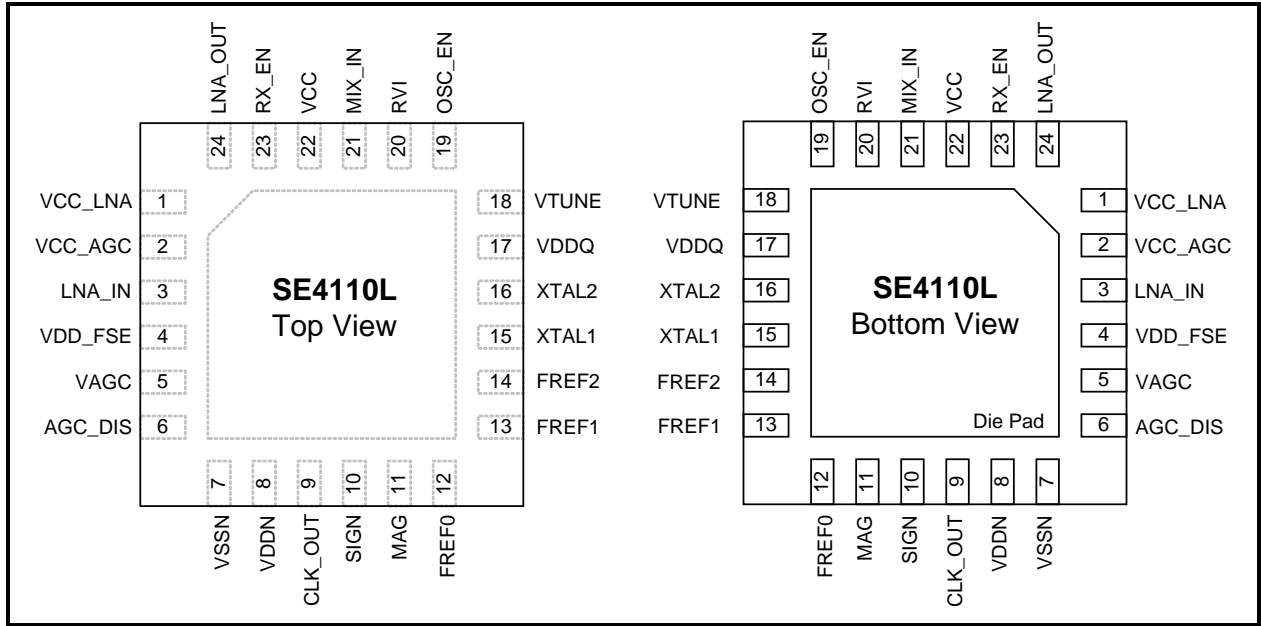 LNA_OUT
RX_EN
VCC
MIX_IN
RVI
OSC_EN
24
23
22
21
20
19
VCC_LNA 1
18 VTUNE
VCC_AGC 2
17 VDDQ
LNA_IN 3
16 XTAL2
VDD_FSE 4
15 XTAL1
VAGC 5
14 FREF2
AGC_DIS 6
13 FREF1
SE4110L
Top View
7
8
9
10
11
12
VSSN
VDDN
CLK_OUT
SIGN
MAG
FREF0
OSC_EN
RVI
MIX_IN
VCC
RX_EN
LNA_OUT
19
20
21
22
23
24
VTUNE 18
1 VCC_LNA
VDDQ 17
2 VCC_AGC
XTAL2 16
3 LNA_IN
XTAL1 15
4 VDD_FSE
FREF2 14
5 VAGC
FREF1 13
6 AGC_DIS
SE4110L
Bottom View
Die Pad
12
11
10
9
8
7
FREF0
MAG
SIGN
CLK_OUT
VDDN
VSSN